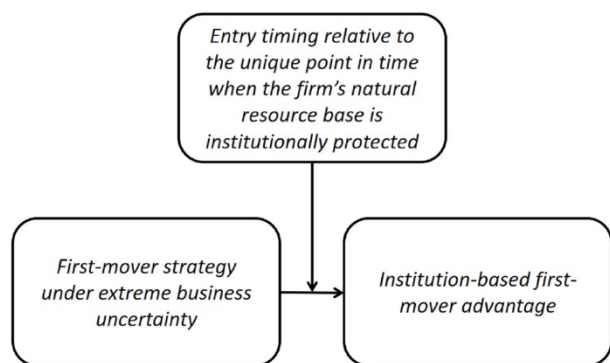 Entry timing relative to
the unique point in time
when the firm's natural
resource base is
institutionally protected
First-mover strategy
under extreme business
uncertainty
Institution-based first-
mover advantage